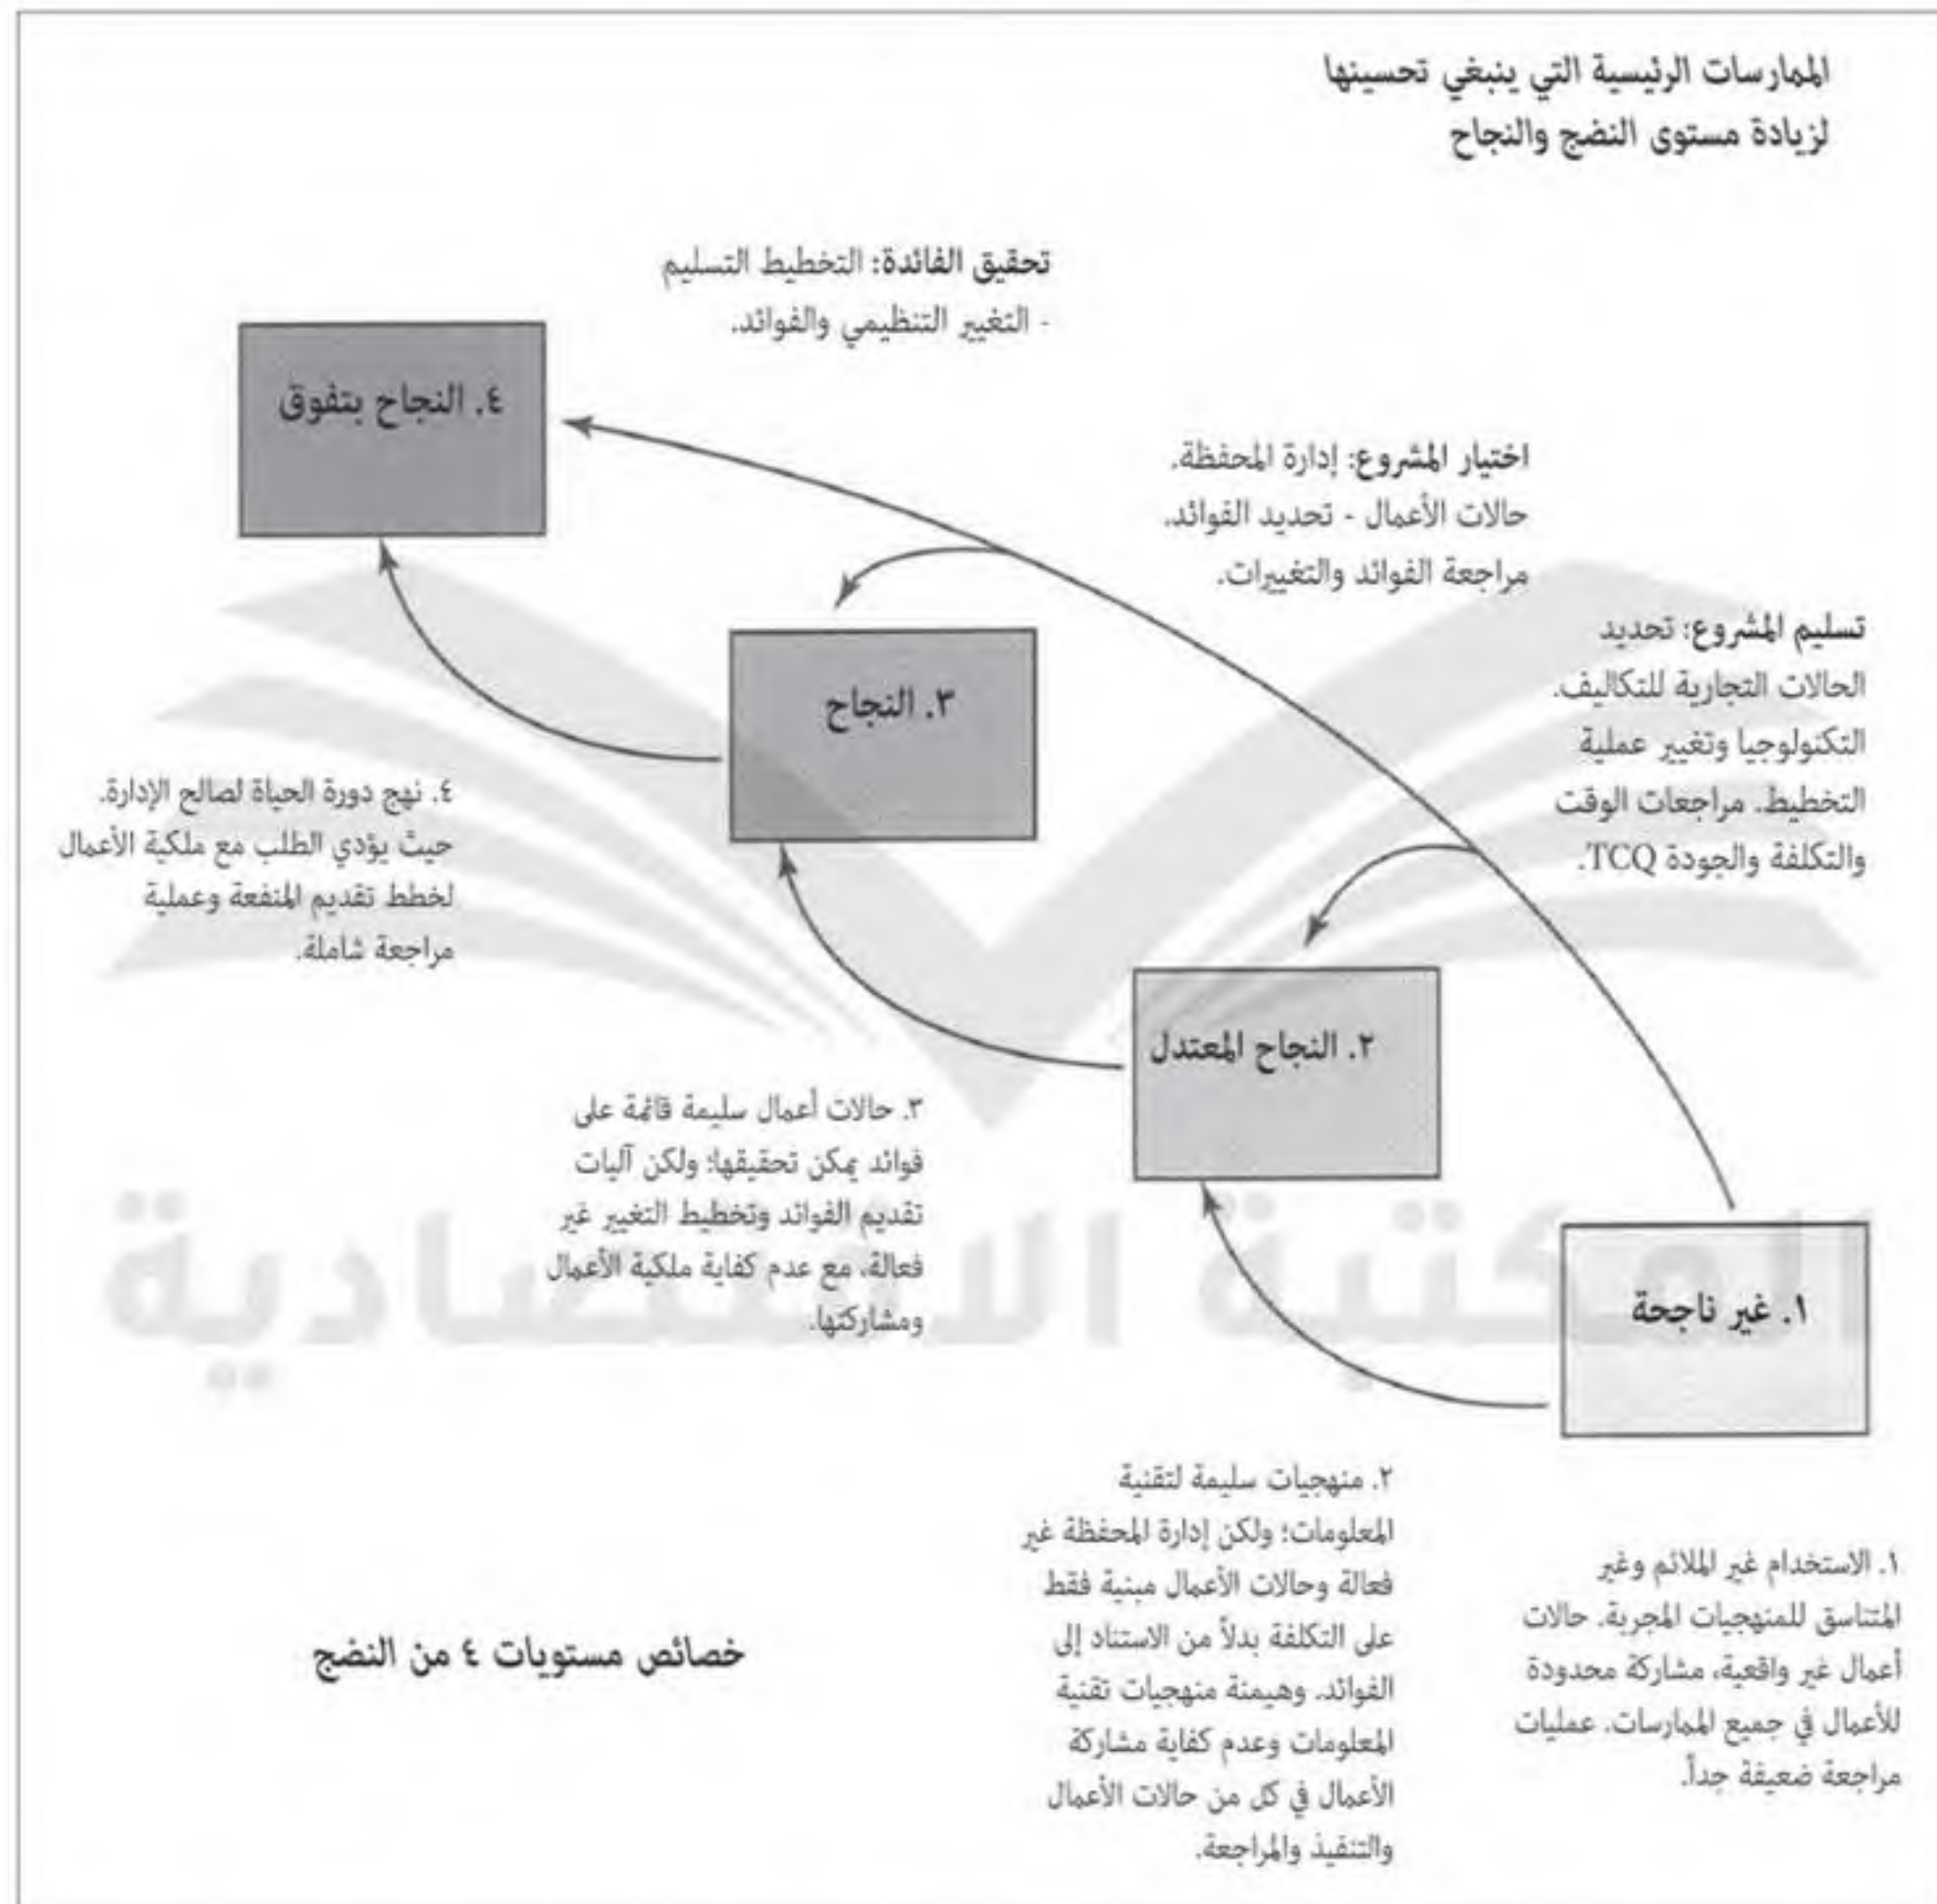 الممارسات الرئيسية التي ينبغي تحسينها
لزيادة مستوى النضج والنجاح
تحقيق الفائدة: التخطيط التسليم
- التغيير التنظيمي والفوائد.
٤. النجاح بتفوق
اختيار المشروع: إدارة المحفظة.
حالات الأعمال - تحديد الفوائد.
مراجعة الفوائد والتغييرات.
تسليم المشروع: تحديد
الحالات التجارية للتكاليف.
التكنولوجيا وتغيير عملية
التخطيط. مراجعات الوقت
والتكلفة والجودة TCQ.
٣. النجاح
٤. نهج دورة الحياة لصالح الإدارة.
حيث يؤدي الطلب مع ملكية الأعمال
لخطط تقديم المنفعة وعملية
مراجعة شاملة.
٢. النجاح المعتدل
٣. حالات أعمال سليمة قائمة على
فوائد يمكن تحقيقها؛ ولكن آليات
تقديم الفوائد وتخطيط التغيير غير
فعالة، مع عدم كفاية ملكية الأعمال
ومشاركتها.
المكتبة الاقتصادية
١. غير ناجحة
٢. منهجيات سليمة لتقنية
المعلومات؛ ولكن إدارة المحفظة غير
فعالة وحالات الأعمال مبنية فقط
على التكلفة بدلاً من الاستناد إلى
الفوائد. وهيمنة منهجيات تقنية
المعلومات وعدم كفاية مشاركة
الأعمال في كل من حالات الأعمال
والتنفيذ والمراجعة.
١. الاستخدام غير الملائم وغير
المتناسق للمنهجيات المجربة. حالات
أعمال غير واقعية، مشاركة محدودة
للأعمال في جميع الممارسات. عمليات
مراجعة ضعيفة جداً.
خصائص مستويات ٤ من النضج